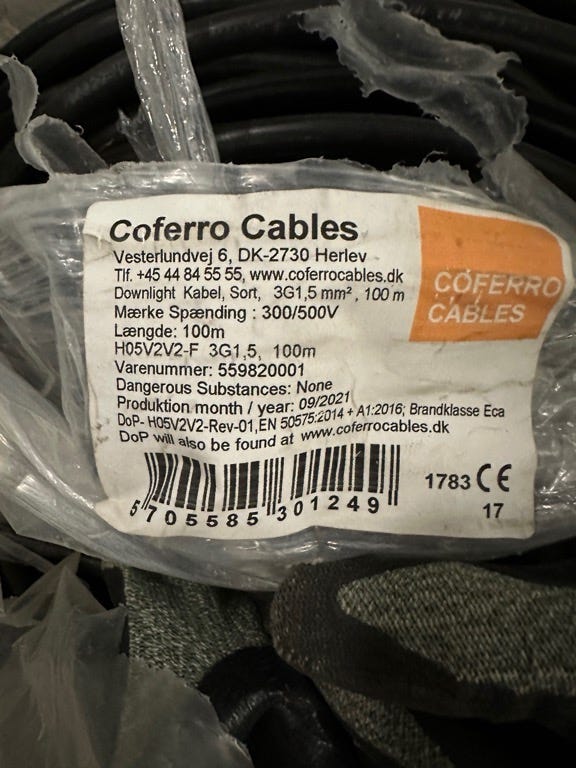 Coferro Cables
Vesterlundvej 6, DK-2730 Herlev
Tlf. +45 44 84 55 55, www.coferrocables.dk
Downlight Kabel, Sort, 3G1,5 mm², 100 m
Mærke Spænding : 300/500V
Længde: 100m
H05V2V2-F 3G1,5, 100m
Varenummer: 559820001
Dangerous Substances: None
Produktion month / year: 09/2021
DoP- H05V2V2-Rev-01,EN 50575:2014 + A1:2016; Brandklasse Eca
DoP will also be found at www.coferrocables.dk
5 705585 301249
1783 CE
17
COFERRO
CABLES